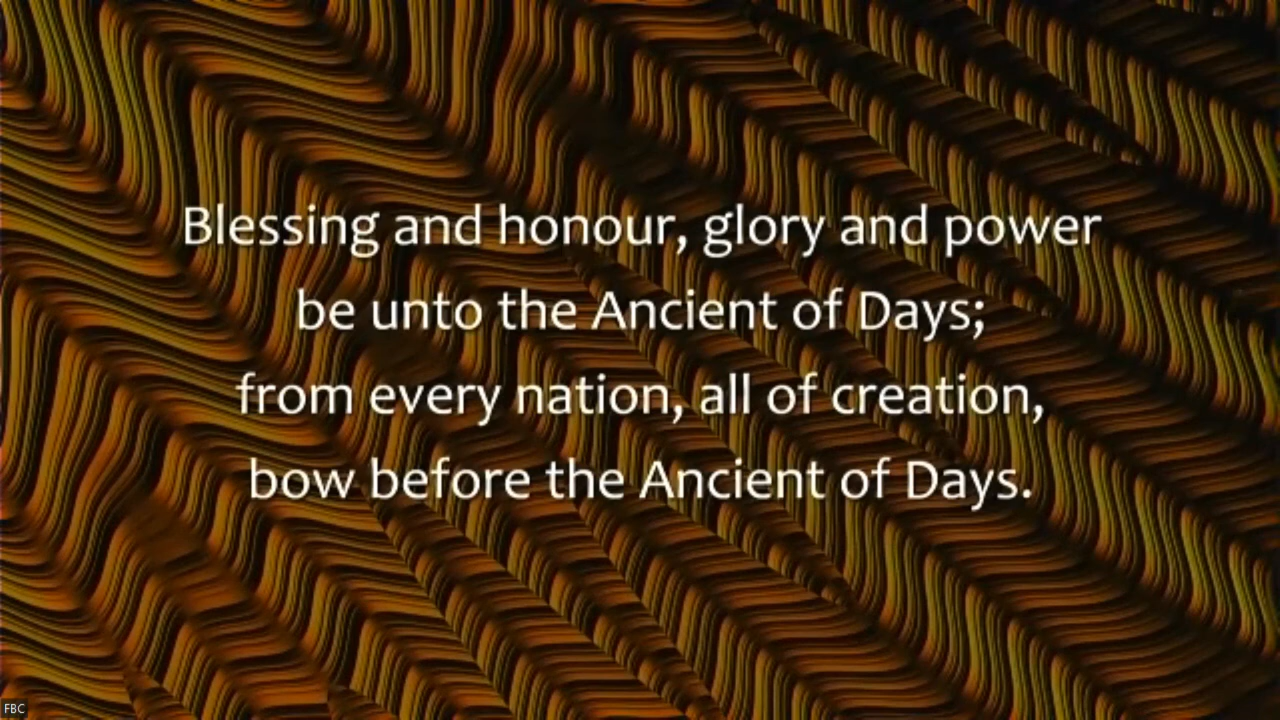 Blessing and honour, glory and power
be unto the Ancient of Days;
from every nation, all of creation,
bow before the Ancient of Days.
FBC